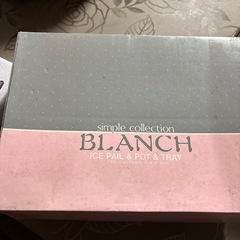 simple collection
BLANCH
ICE PAIL & POT & TRAY